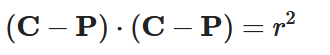 (C − P) · (C − P) = r²